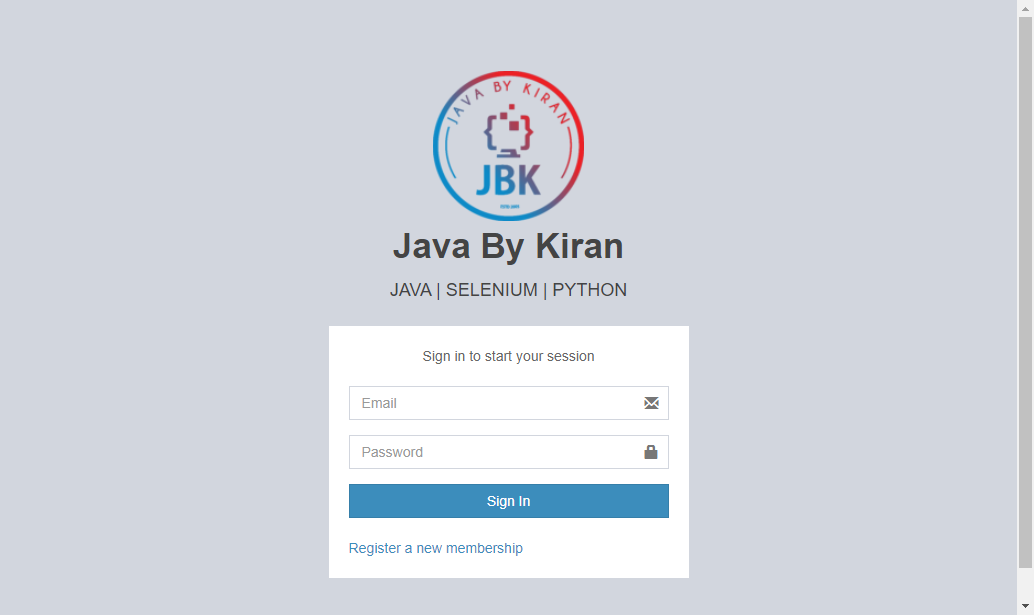 JAVA BY KIRAN
JBK
Java By Kiran
JAVA | SELENIUM | PYTHON
Sign in to start your session
Email
Password
Sign In
Register a new membership